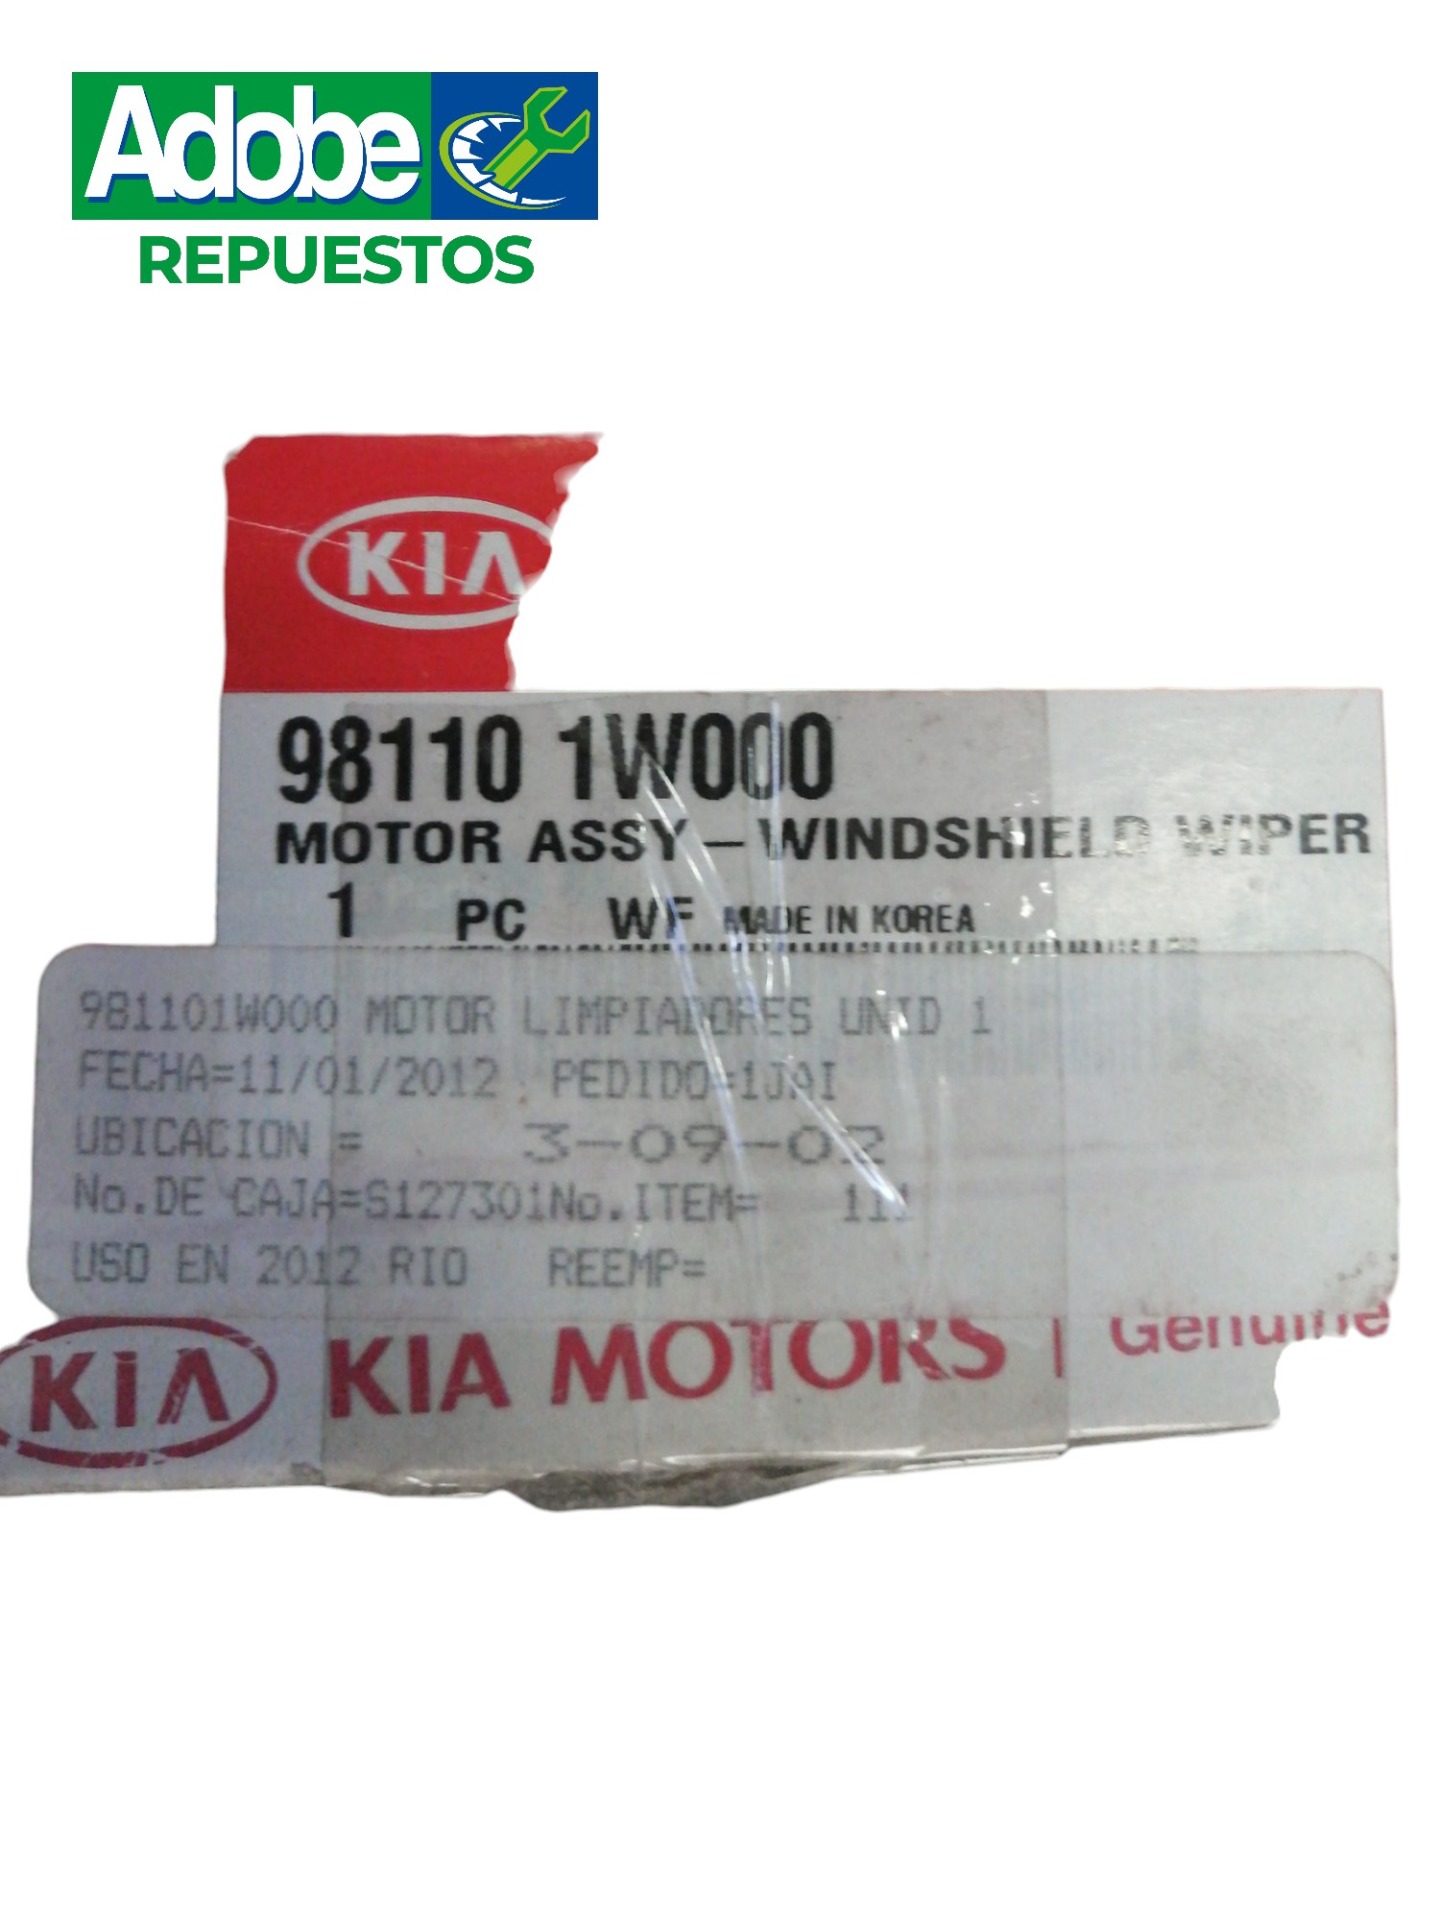 Adobe
REPUESTOS
KIA
98110 1W000
MOTOR ASSY - WINDSHIELD WIPER
1 PC WF MADE IN KOREA
981101W000 MOTOR LIMPIADORES UNID 1
FECHA=11/01/2012 PEDIDO=1JAI
UBICACION = 3-09-02
No.DE CAJA=S127301No.ITEM= 111
USO EN 2012 RIO REEMP=
KIA KIA MOTORS | Genuine